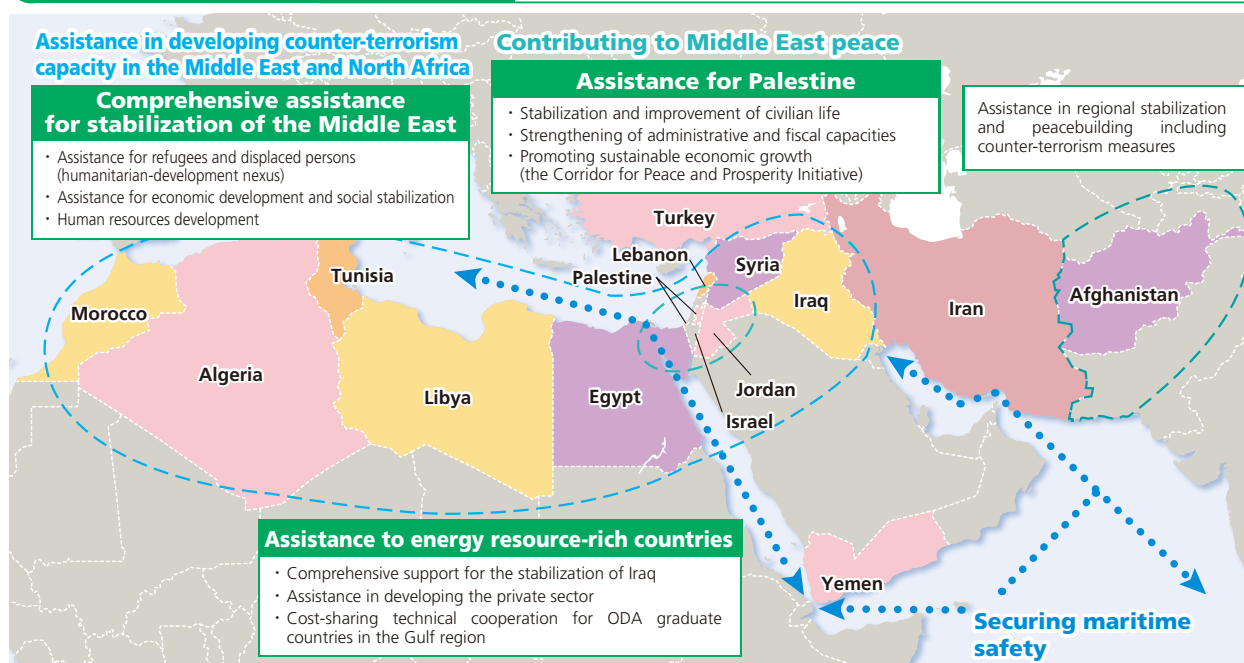 Assistance in developing counter-terrorism
capacity in the Middle East and North Africa
Comprehensive assistance
for stabilization of the Middle East
・Assistance for refugees and displaced persons
(humanitarian-development nexus)
・Assistance for economic development and social stabilization
・Human resources development
Contributing to Middle East peace
Assistance for Palestine
・Stabilization and improvement of civilian life
・Strengthening of administrative and fiscal capacities
・Promoting sustainable economic growth
(the Corridor for Peace and Prosperity Initiative)
Assistance in regional stabilization
and peacebuilding including
counter-terrorism measures
Turkey
Lebanon
Syria
Palestine
Tunisia
Morocco
Iraq
Iran
Afghanistan
Algeria
Libya
Egypt
Jordan
Israel
Assistance to energy resource-rich countries
・Comprehensive support for the stabilization of Iraq
・Assistance in developing the private sector
・Cost-sharing technical cooperation for ODA graduate
countries in the Gulf region
Yemen
Securing maritime
safety